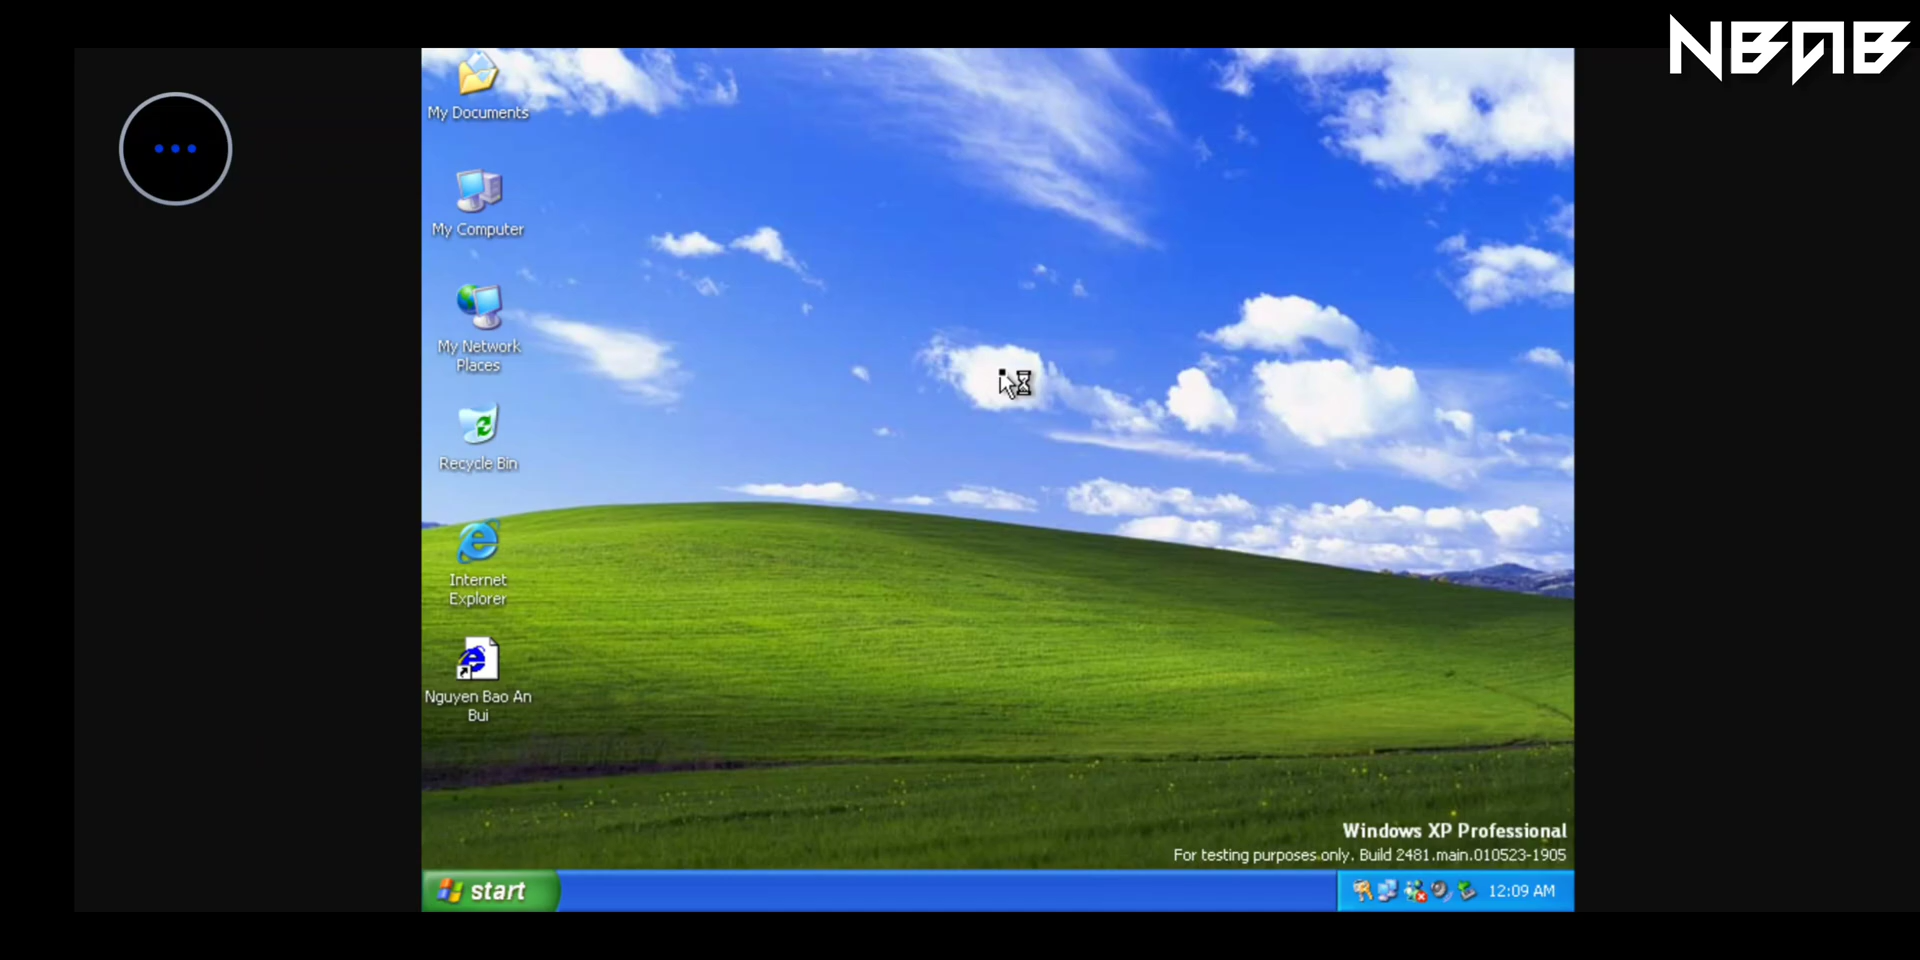 NBAB
My Documents
My Computer
My Network
Places
Recycle Bin
Internet
Explorer
Nguyen Bao An
Bui
Windows XP Professional
For testing purposes only. Build 2481.main.010523-1905
start
12:09 AM